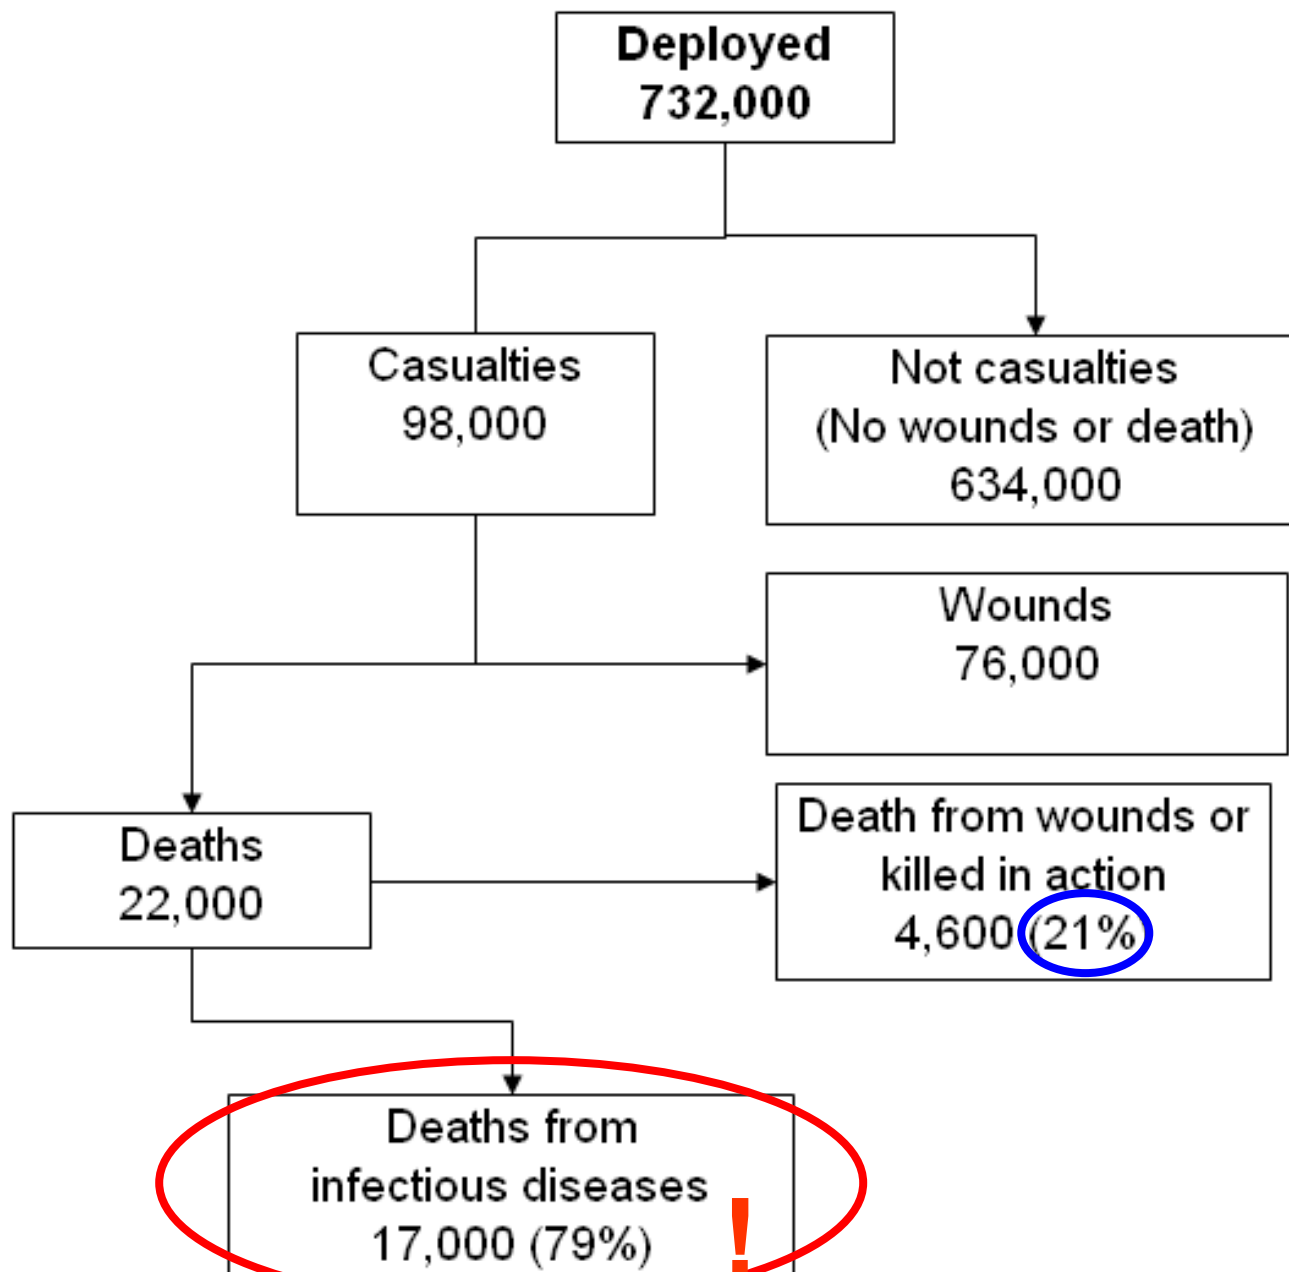 Deployed
732,000
Casualties
98,000
Not casualties
(No wounds or death)
634,000
Wounds
76,000
Deaths
22,000
Death from wounds or
killed in action
4,600 (21%)
Deaths from
infectious diseases
17,000 (79%)
!